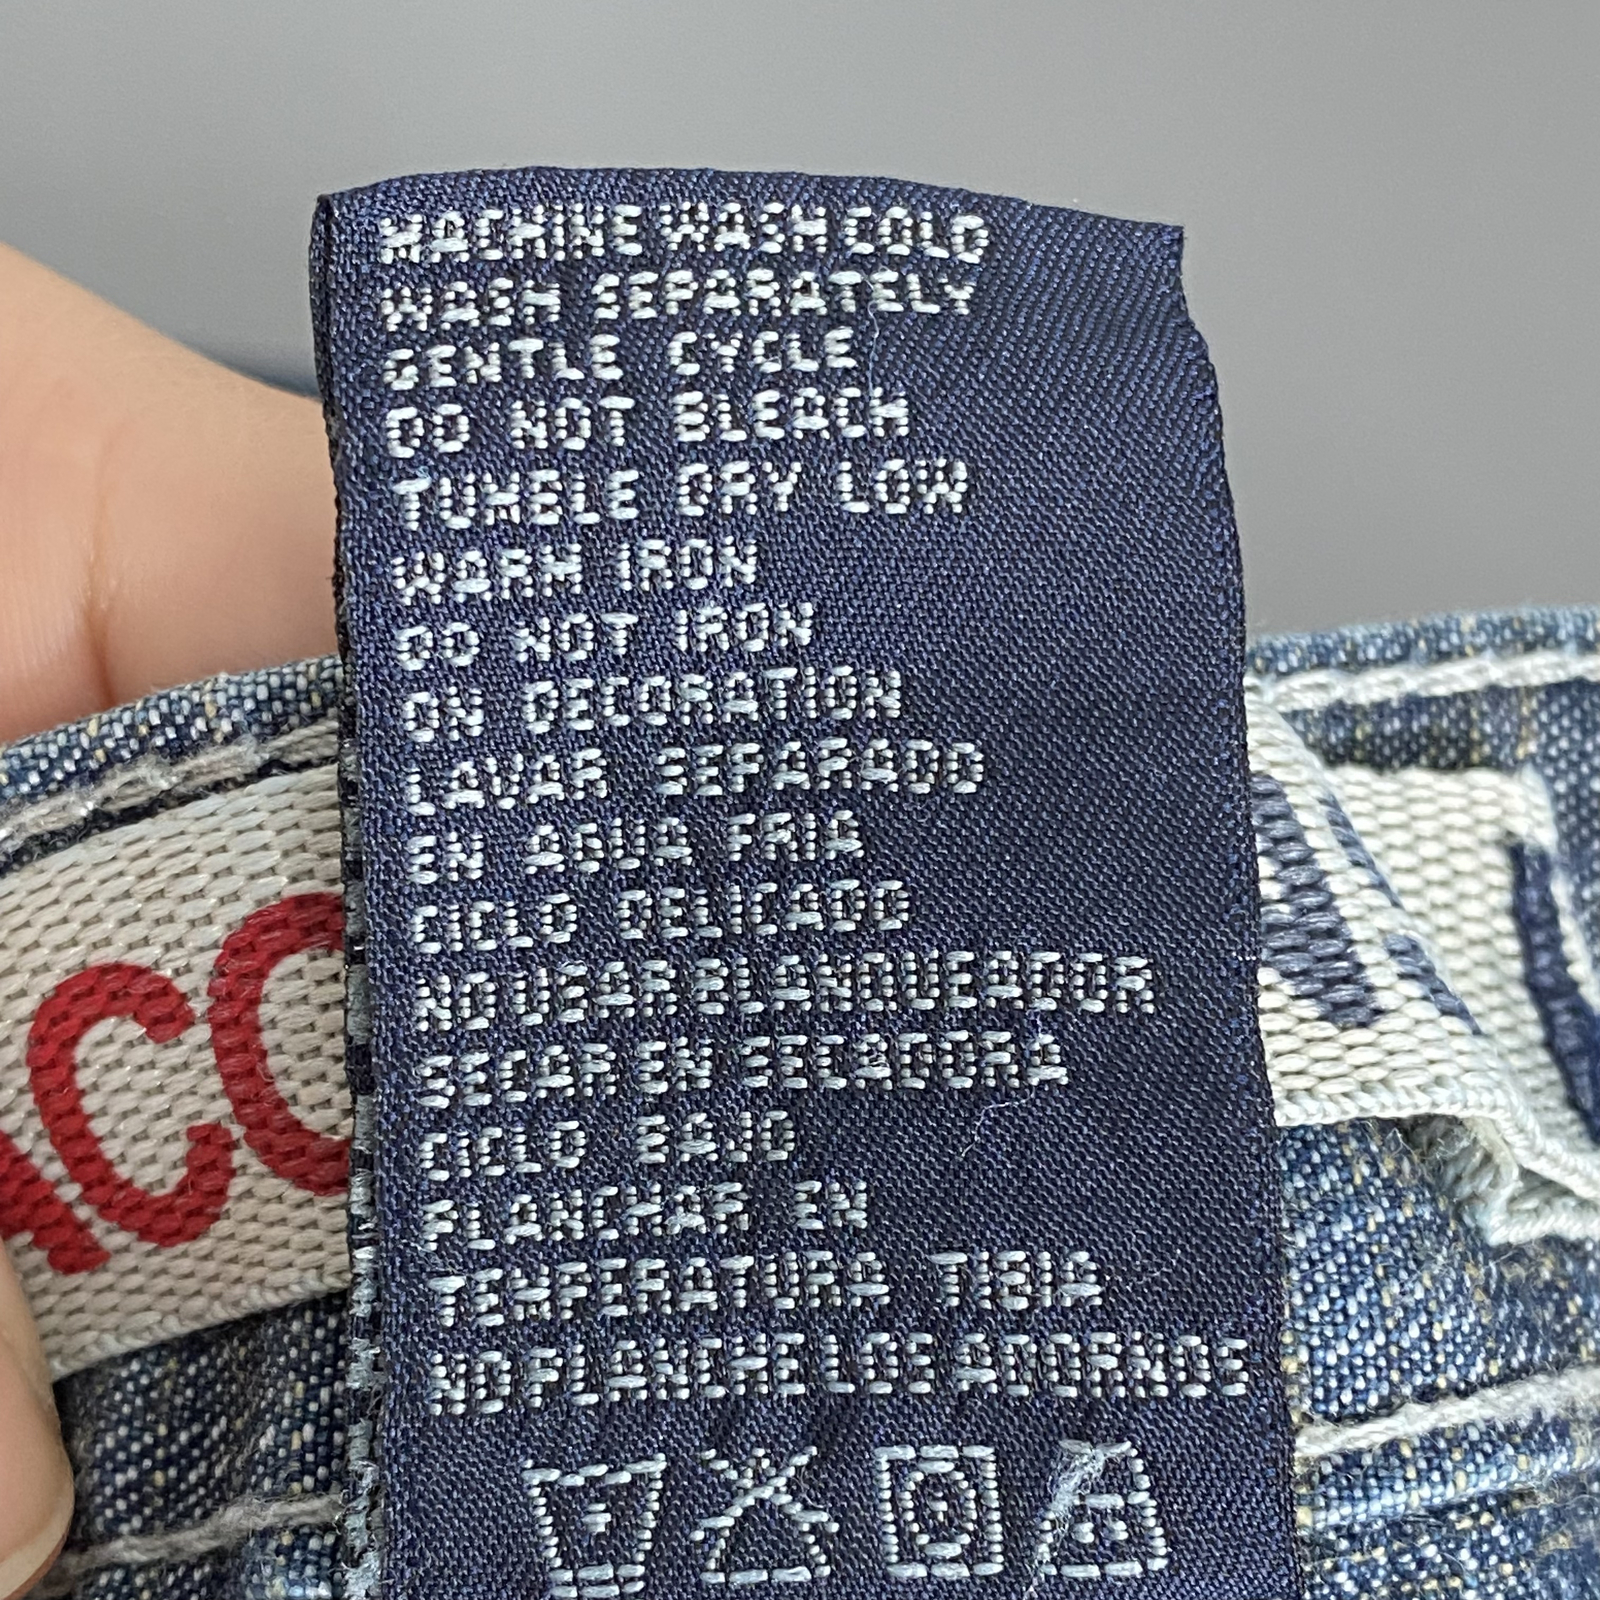 MACHINE WASH COLD
WASH SEPARATELY
GENTLE CYCLE
DO NOT BLEACH
TUMBLE DRY LOW
WARM IRON
DO NOT IRON
ON DECORATION
LAVAR SEPARADO
EN AGUA FRIA
CICLO DELICADO
NO USAR BLANQUEADOR
SECAR EN SECADORA
CICLO BAJO
PLANCHAR EN
TEMPERATURA TIBIA
NO PLANCHE LOS ADORNOS